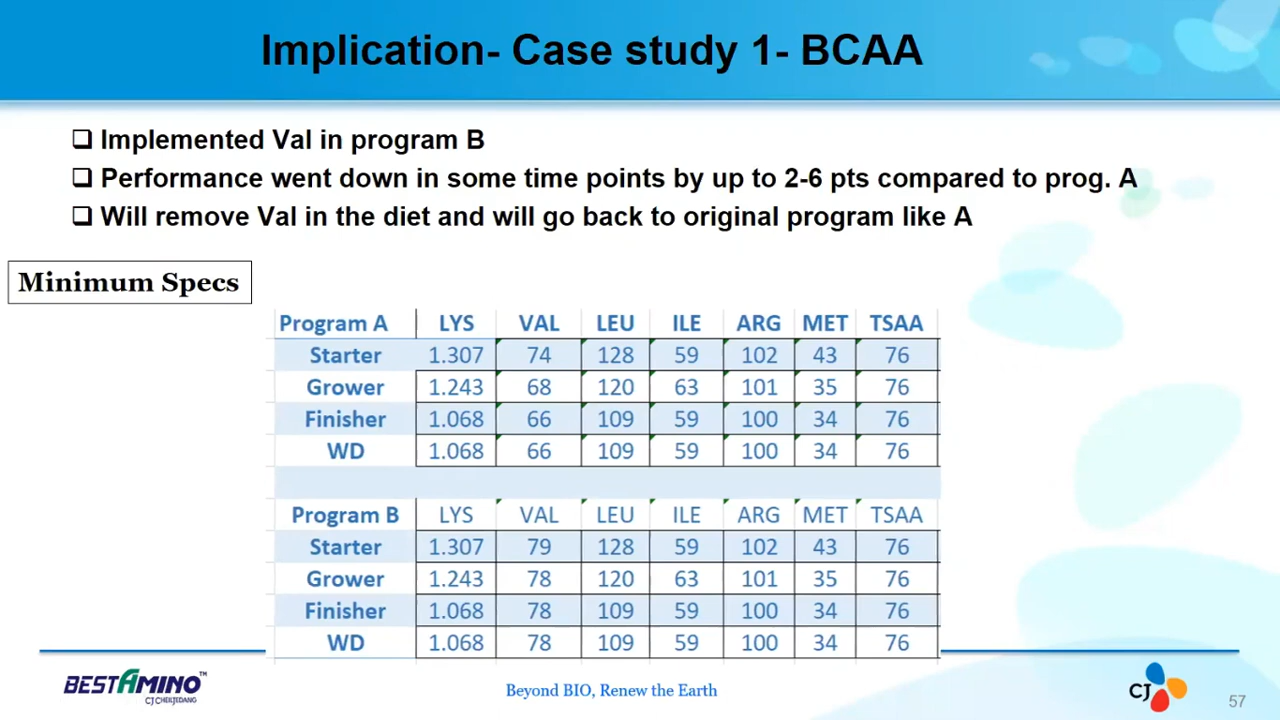 Implication- Case study 1- BCAA
Implemented Val in program B
Performance went down in some time points by up to 2-6 pts compared to prog. A
Will remove Val in the diet and will go back to original program like A
Minimum Specs
Program A LYS VAL LEU ILE ARG MET TSAA
Starter 1.307 74 128 59 102 43 76
Grower 1.243 68 120 63 101 35 76
Finisher 1.068 66 109 59 100 34 76
WD 1.068 66 109 59 100 34 76
Program B LYS VAL LEU ILE ARG MET TSAA
Starter 1.307 79 128 59 102 43 76
Grower 1.243 78 120 63 101 35 76
Finisher 1.068 78 109 59 100 34 76
WD 1.068 78 109 59 100 34 76
BESTAMINO™
CJ CHEILJEDANG
Beyond BIO, Renew the Earth
CJ
57